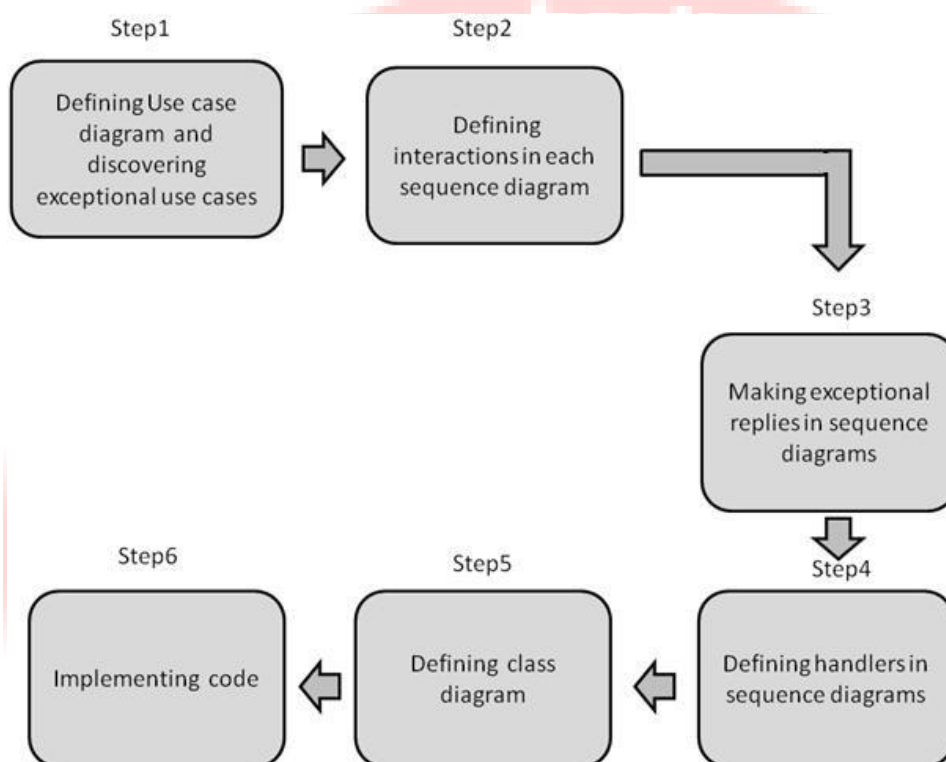 Step1
Defining Use case
diagram and
discovering
exceptional use cases
Step2
Defining
interactions in each
sequence diagram
Step3
Making exceptional
replies in sequence
diagrams
Step4
Defining handlers in
sequence diagrams
Step5
Defining class
diagram
Step6
Implementing code